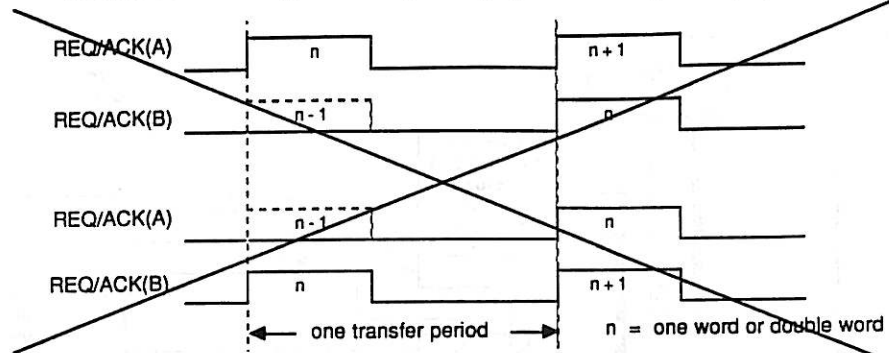 REQ/ACK(A)
n
n + 1
REQ/ACK(B)
n - 1
n
REQ/ACK(A)
n - 1
n
REQ/ACK(B)
n
n + 1
one transfer period
n = one word or double word